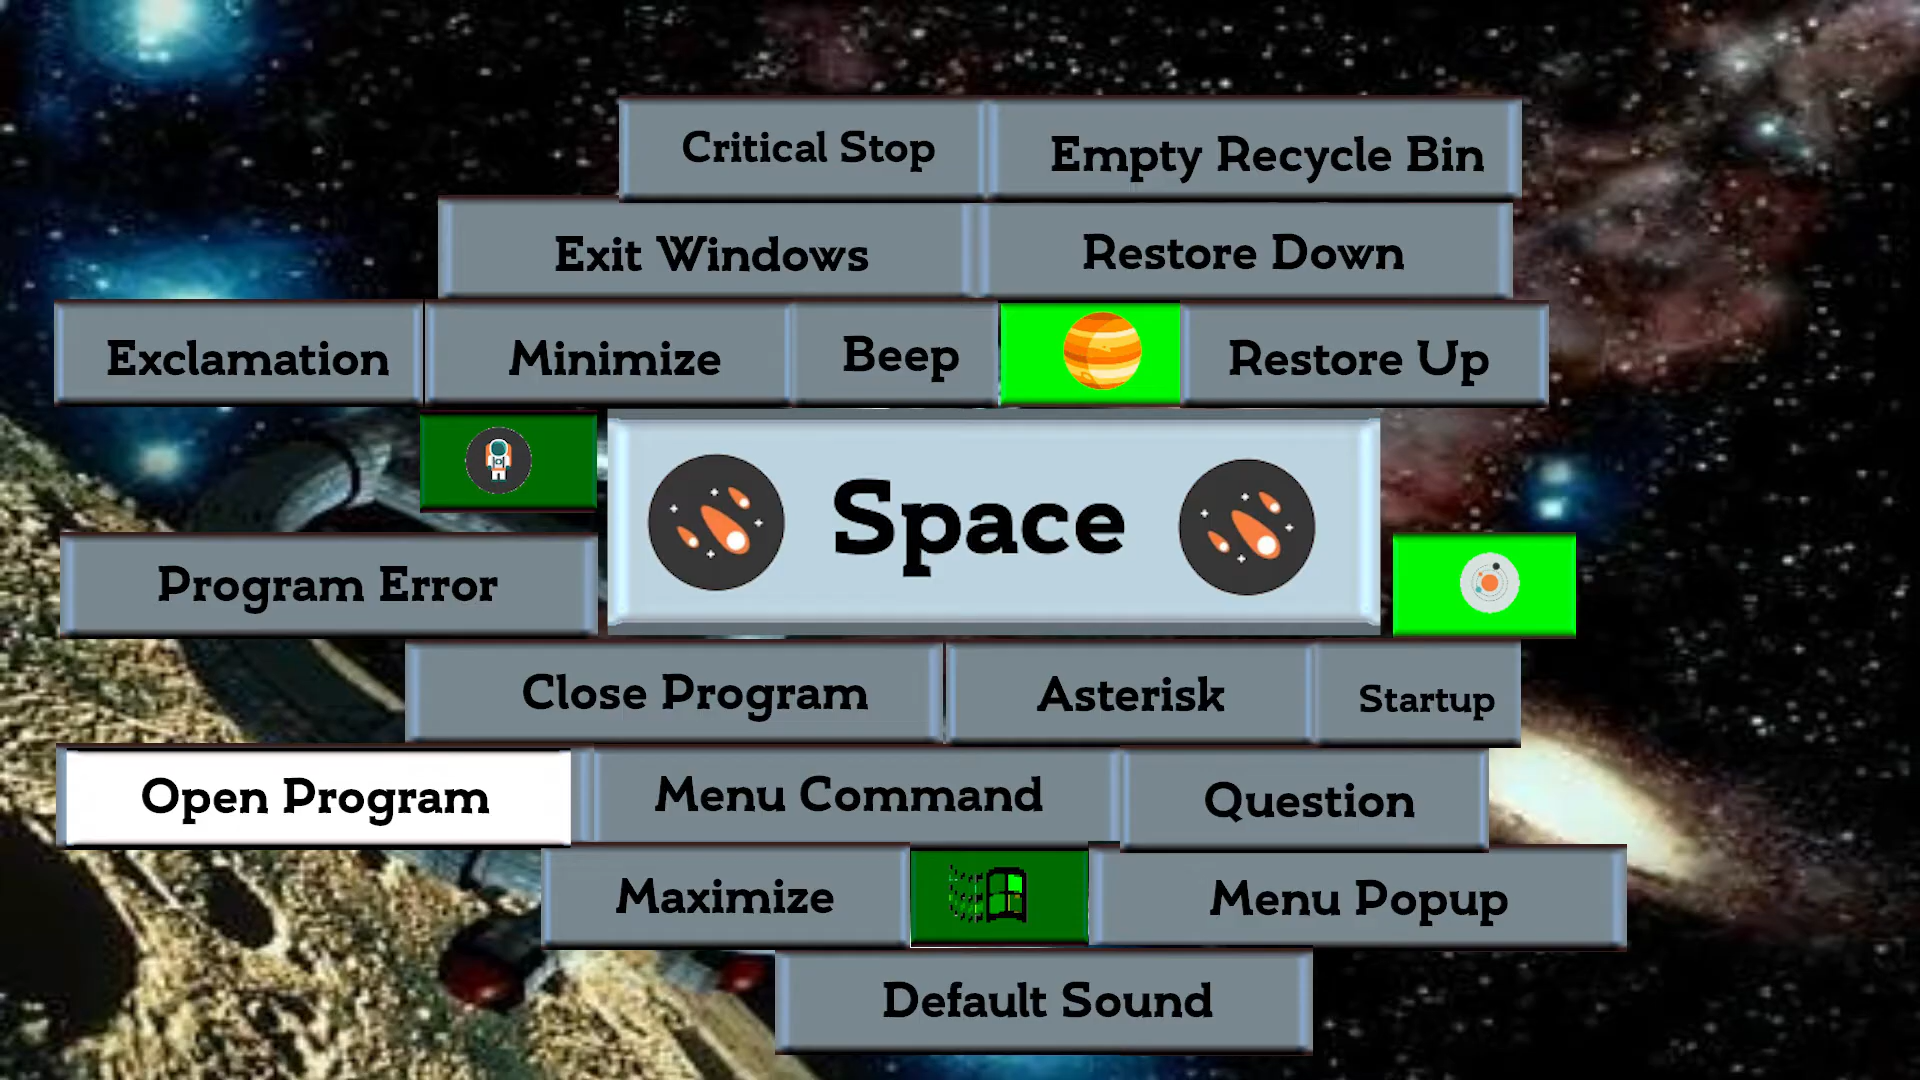 Critical Stop
Empty Recycle Bin
Exit Windows
Restore Down
Exclamation
Minimize
Beep
Restore Up
Space
Program Error
Close Program
Asterisk
Startup
Open Program
Menu Command
Question
Maximize
Menu Popup
Default Sound